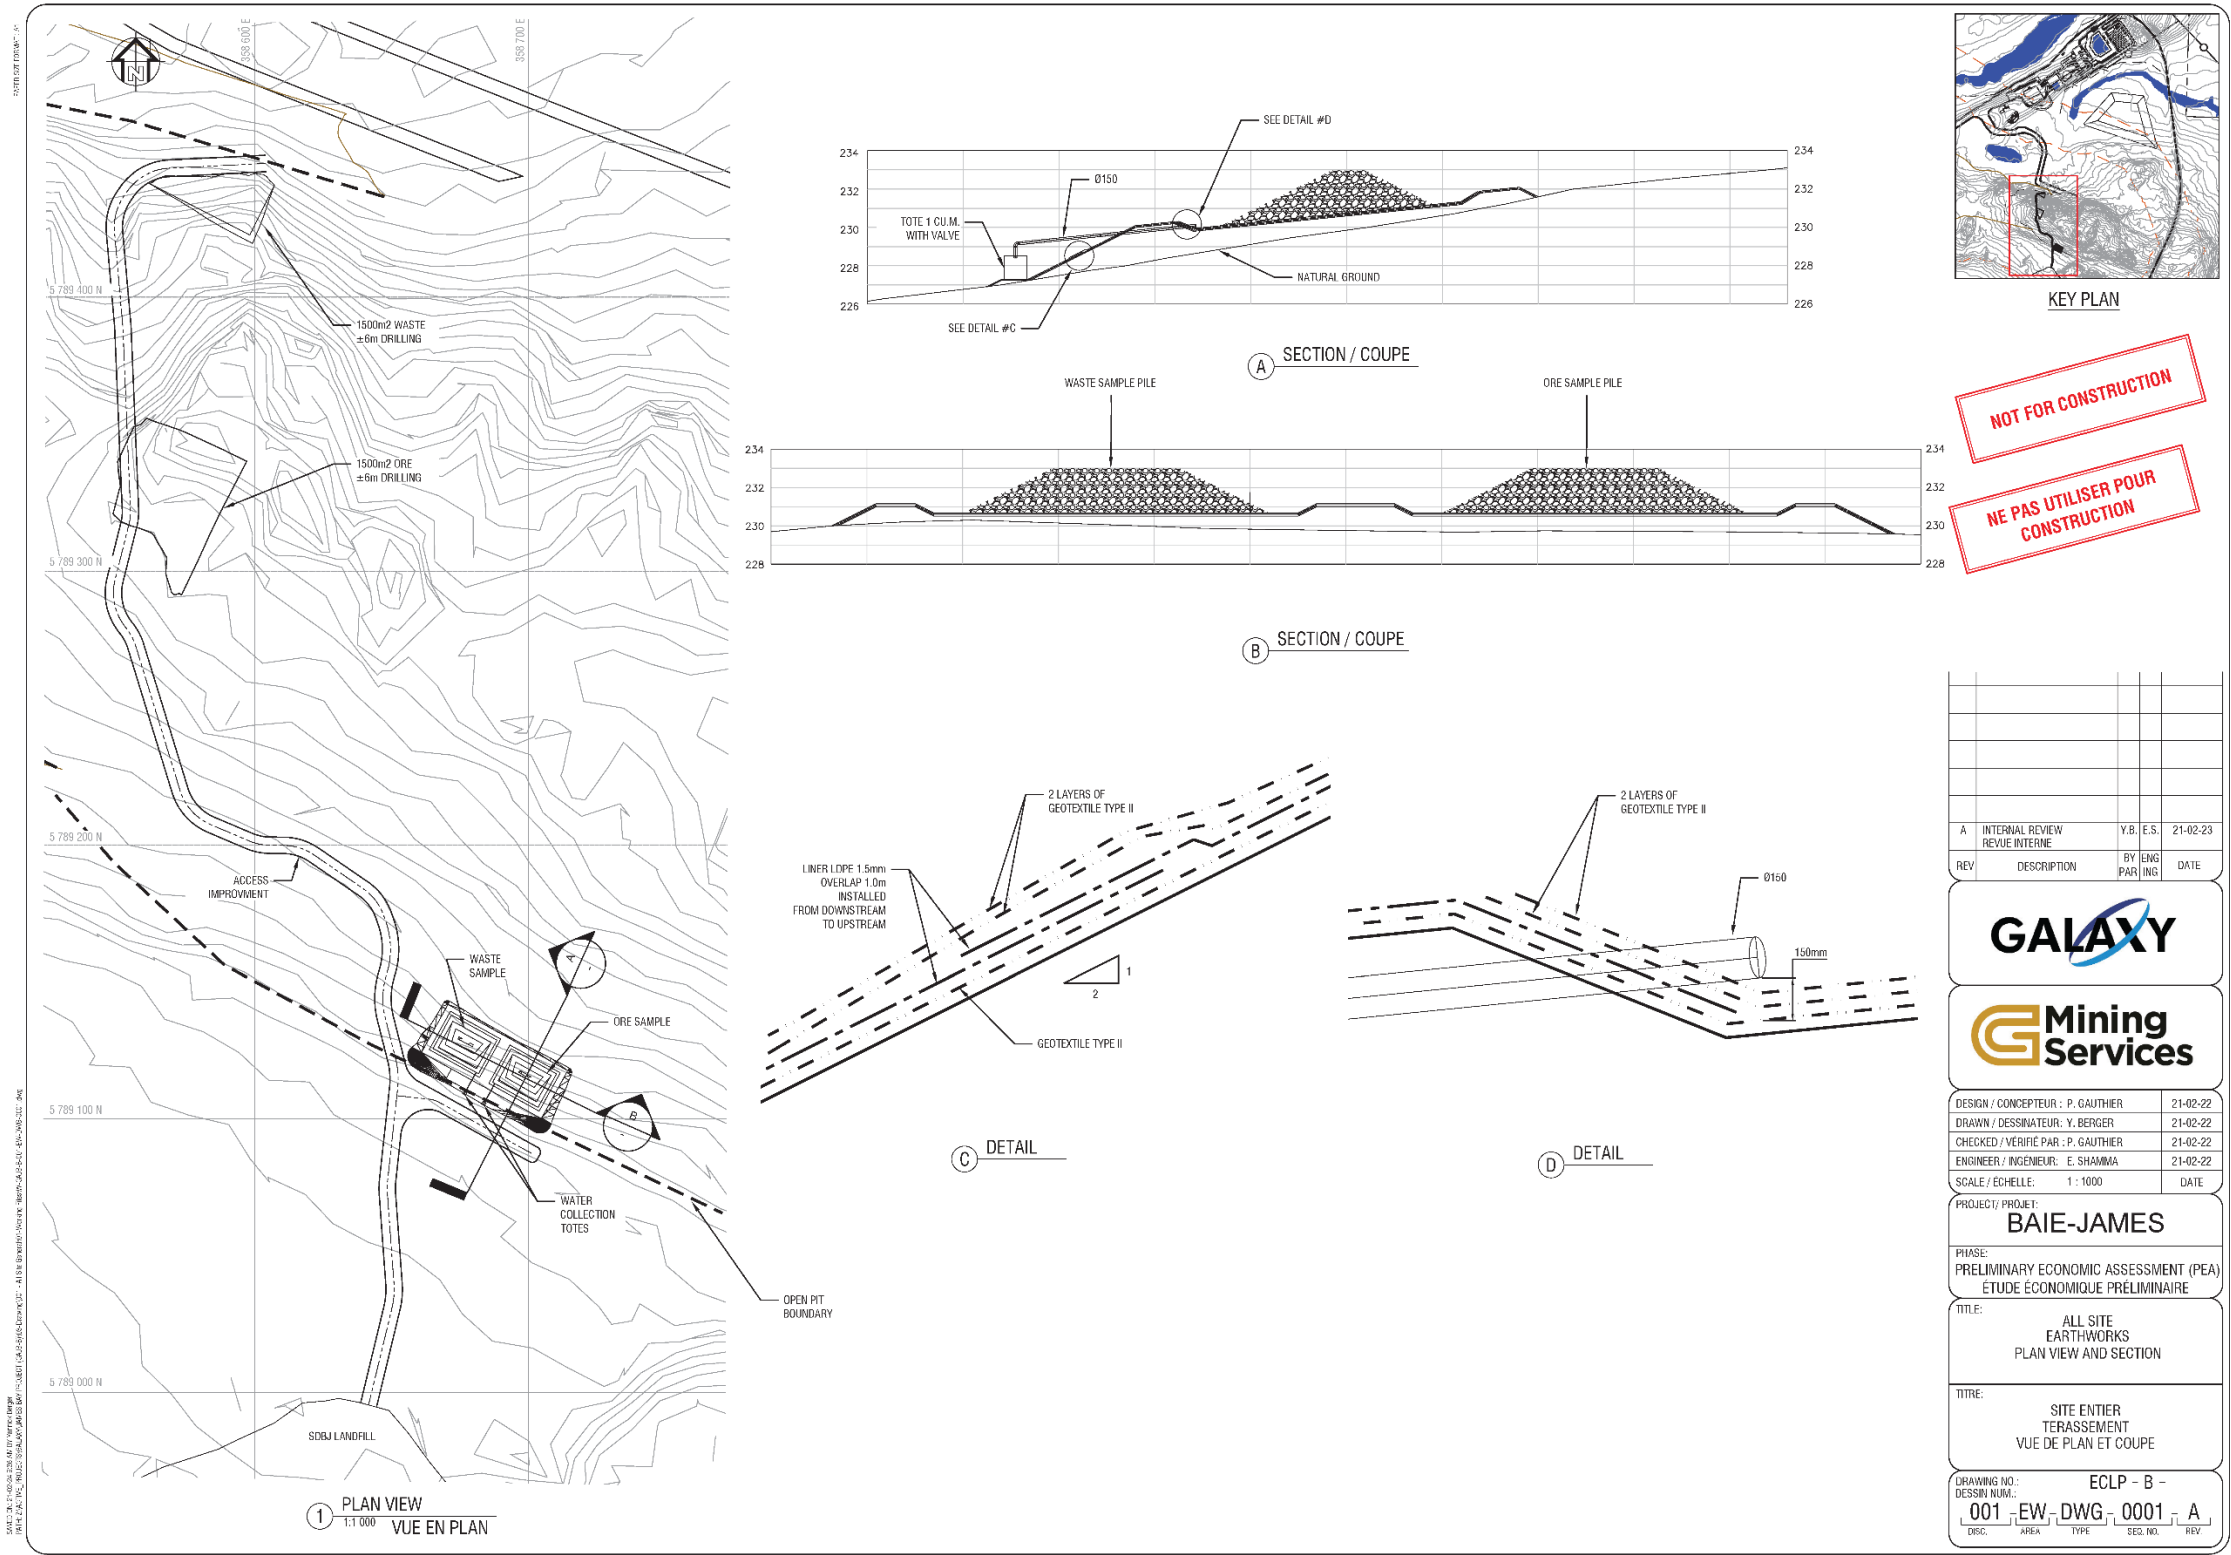 358 600 E
358 700 E
N
5 789 400 N
1500m2 WASTE
±6m DRILLING
1500m2 ORE
±6m DRILLING
5 789 300 N
5 789 200 N
ACCESS
IMPROVMENT
WASTE
SAMPLE
A
-
ORE SAMPLE
5 789 100 N
B
-
WATER
COLLECTION
TOTES
OPEN PIT
BOUNDARY
5 789 000 N
SDBJ LANDFILL
1 PLAN VIEW
1:1 000 VUE EN PLAN
SEE DETAIL #D
234 234
Ø150
232 232
TOTE 1 CU.M.
WITH VALVE
230 230
228 228
NATURAL GROUND
226 226
SEE DETAIL #C
A SECTION / COUPE
WASTE SAMPLE PILE ORE SAMPLE PILE
234 234
232 232
230 230
228 228
B SECTION / COUPE
2 LAYERS OF
GEOTEXTILE TYPE II
LINER LDPE 1.5mm
OVERLAP 1.0m
INSTALLED
FROM DOWNSTREAM
TO UPSTREAM
1
2
GEOTEXTILE TYPE II
C DETAIL
2 LAYERS OF
GEOTEXTILE TYPE II
Ø150
150mm
D DETAIL
KEY PLAN
NOT FOR CONSTRUCTION
NE PAS UTILISER POUR
CONSTRUCTION
A INTERNAL REVIEW Y.B. E.S. 21-02-23
REVUE INTERNE
REV DESCRIPTION BY PAR ENG ING DATE
GALAXY
G Mining
Services
DESIGN / CONCEPTEUR : P. GAUTHIER 21-02-22
DRAWN / DESSINATEUR: Y. BERGER 21-02-22
CHECKED / VÉRIFIÉ PAR : P. GAUTHIER 21-02-22
ENGINEER / INGÉNIEUR: E. SHAMMA 21-02-22
SCALE / ÉCHELLE: 1 : 1000 DATE
PROJECT/ PROJET:
BAIE-JAMES
PHASE:
PRELIMINARY ECONOMIC ASSESSMENT (PEA)
ÉTUDE ÉCONOMIQUE PRÉLIMINAIRE
TITLE:
ALL SITE
EARTHWORKS
PLAN VIEW AND SECTION
TITRE:
SITE ENTIER
TERASSEMENT
VUE DE PLAN ET COUPE
DRAWING NO.: ECLP - B -
DESSIN NUM.:
001 - EW - DWG - 0001 - A
DISC. AREA TYPE SEQ. NO. REV.